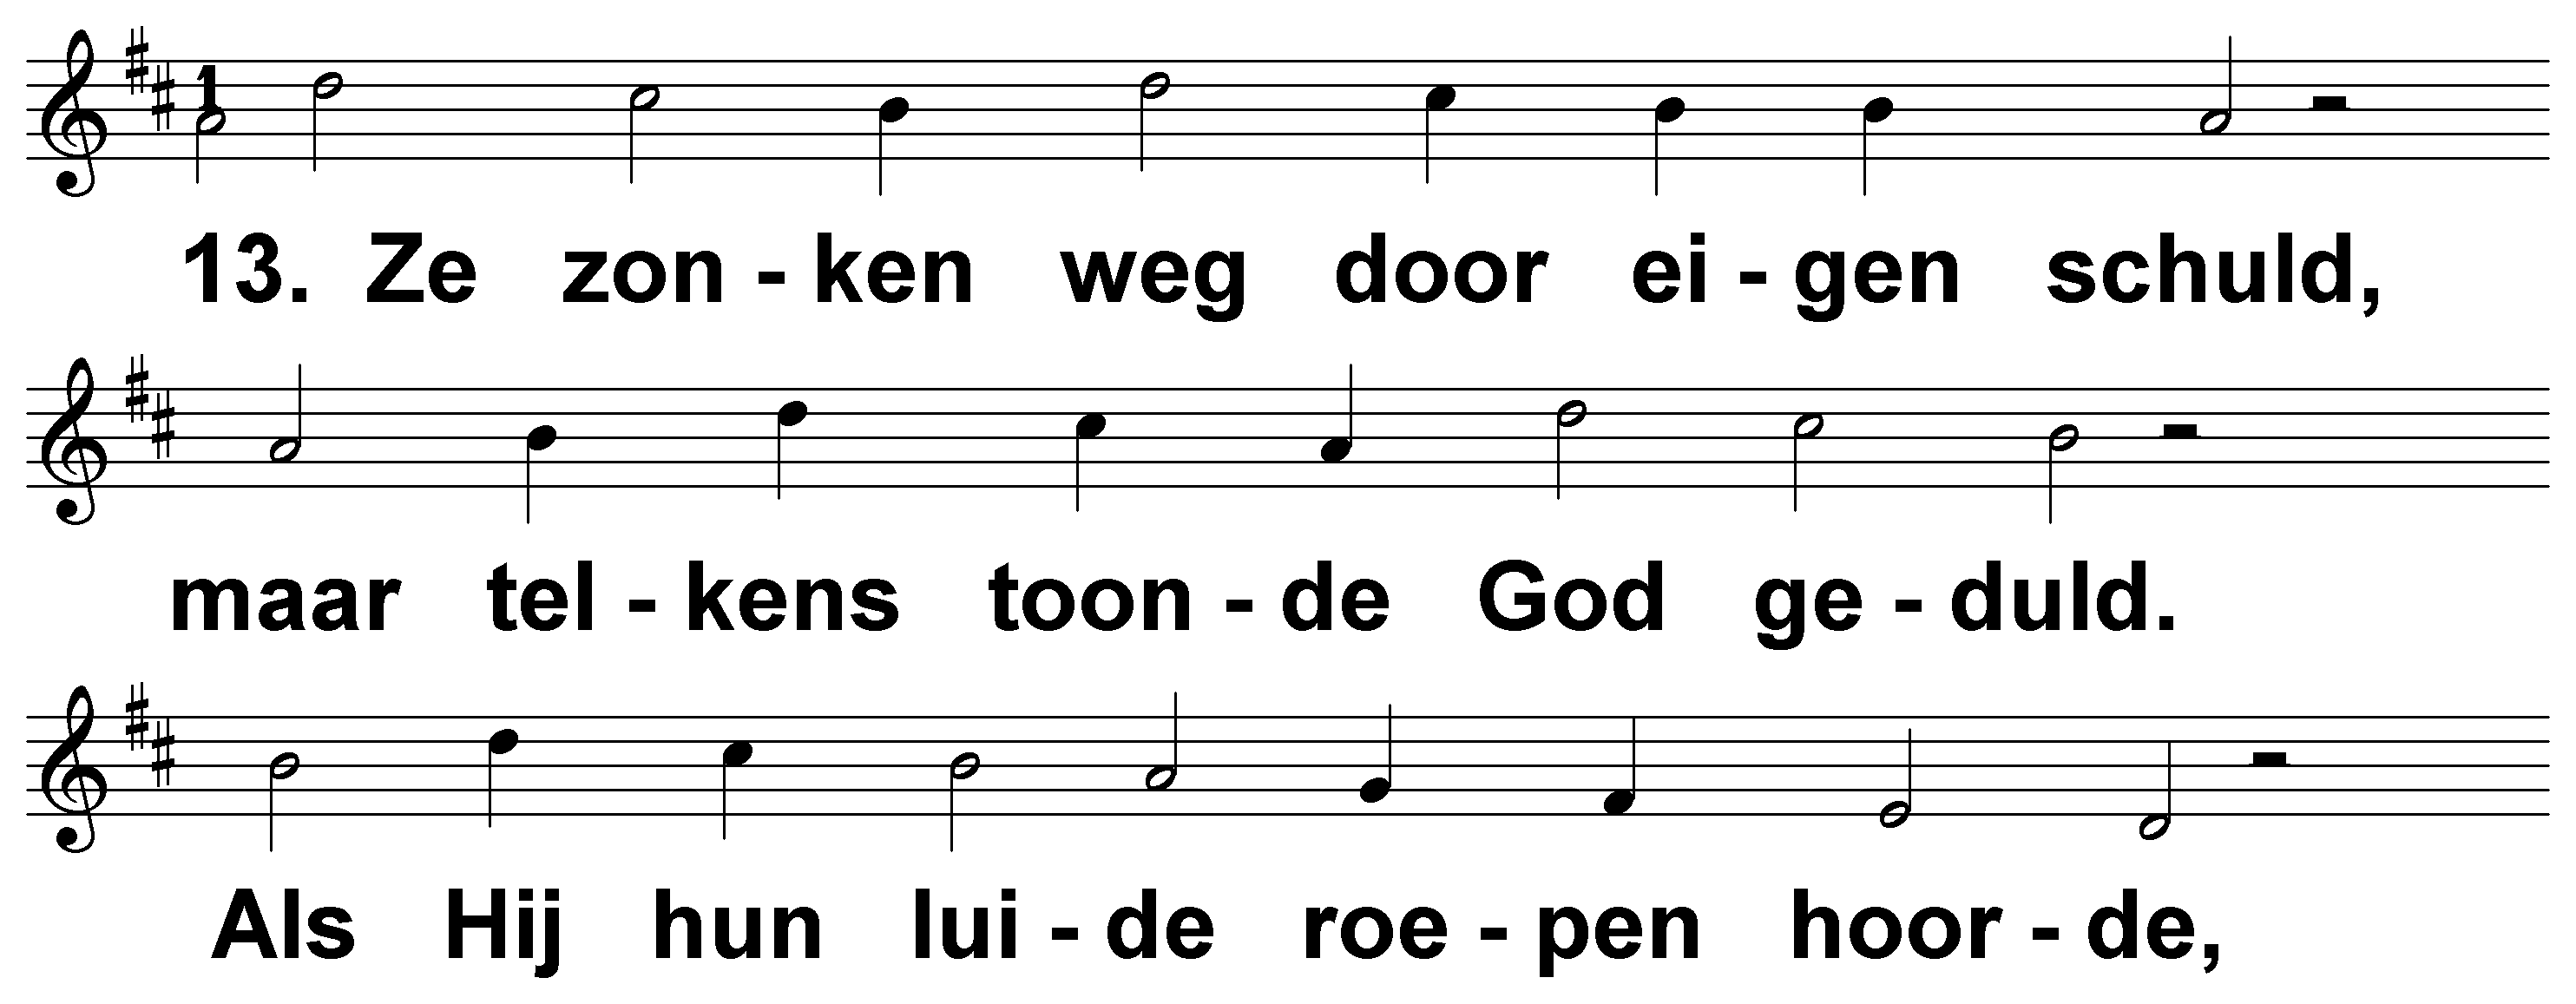 13. Ze zon - ken weg door ei - gen schuld,
maar tel - kens toon - de God ge - duld.
Als Hij hun lui - de roe - pen hoor - de,